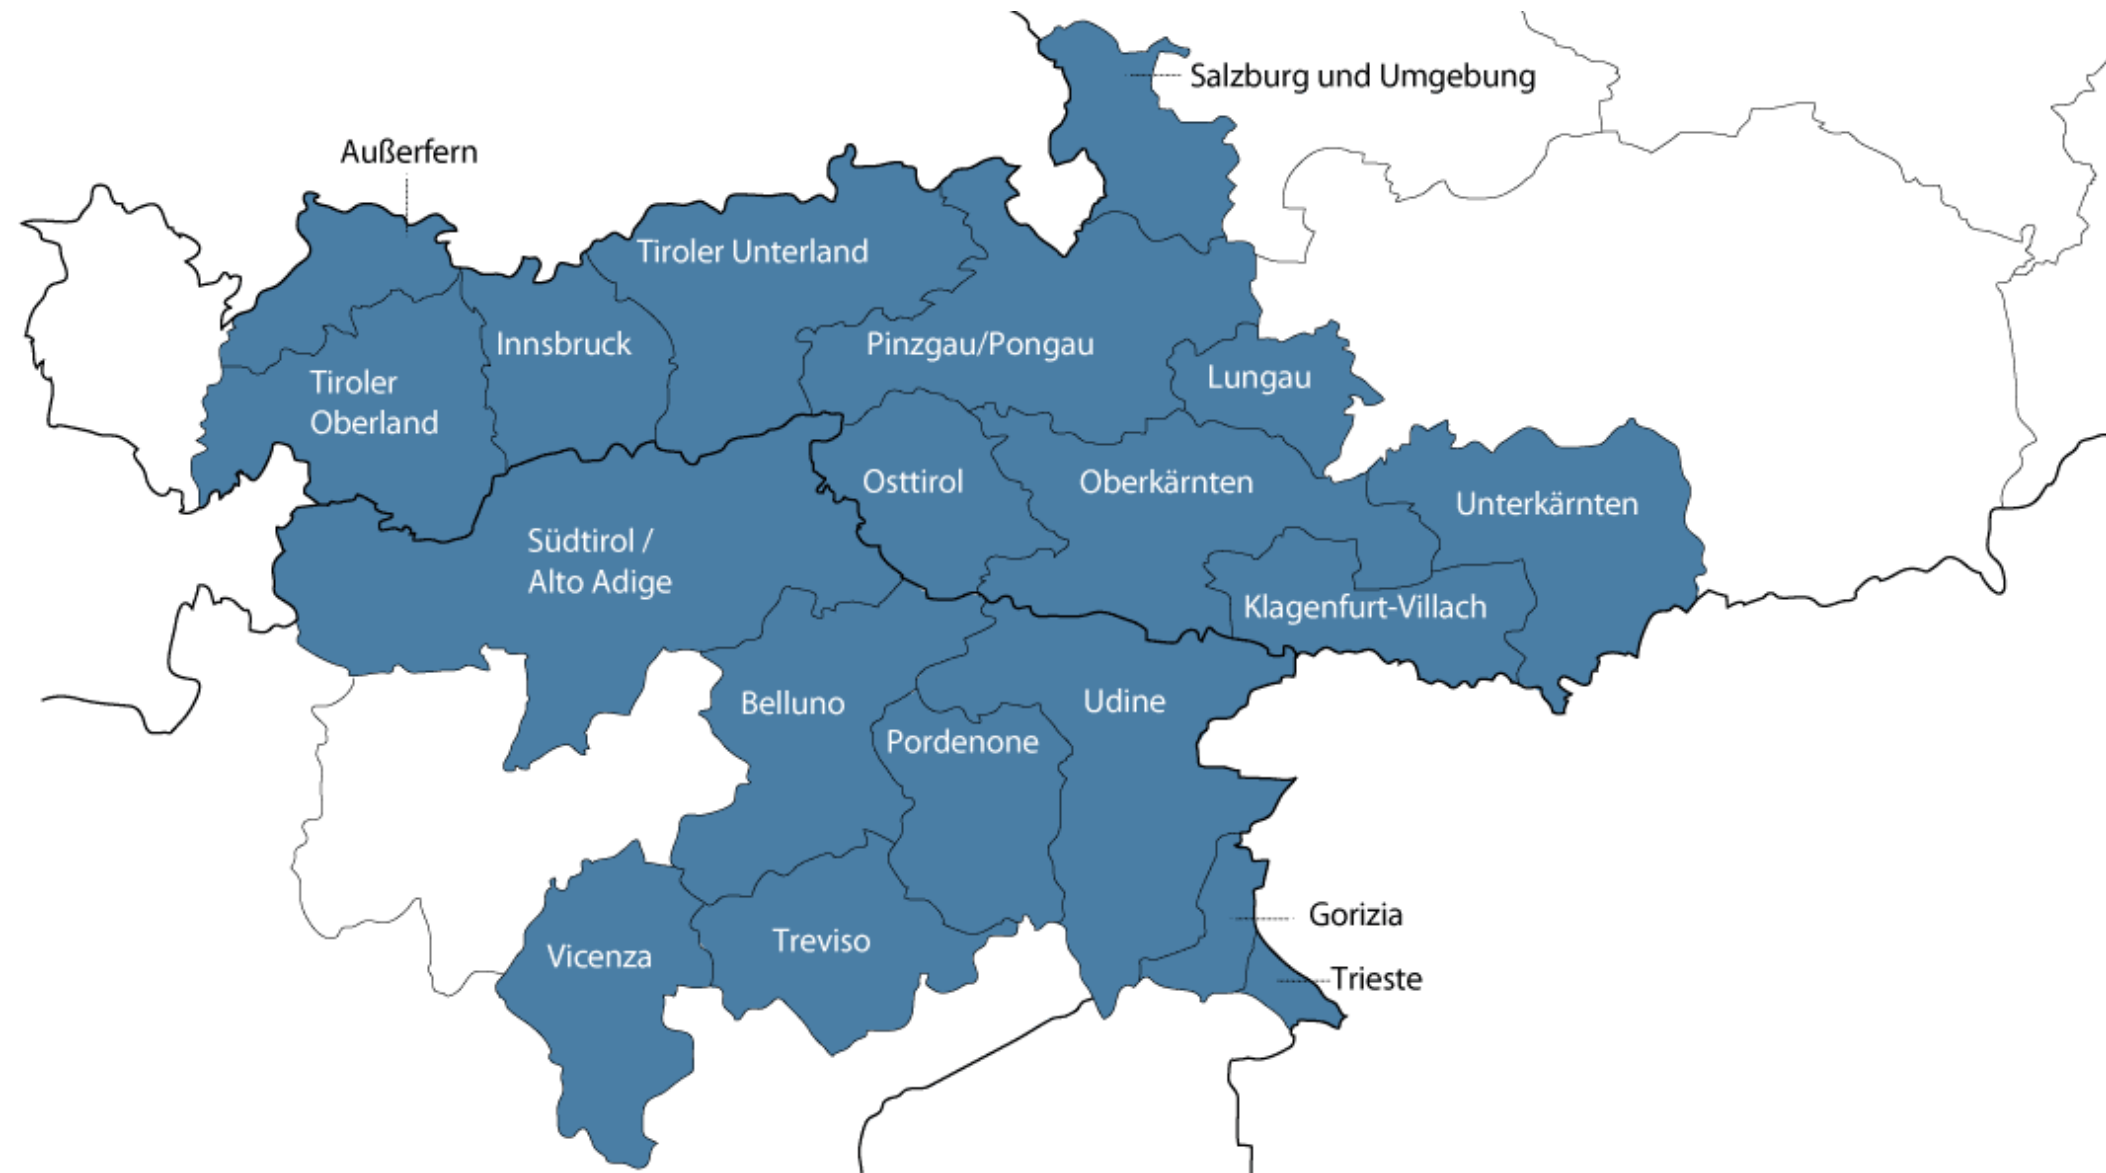 Salzburg und Umgebung
Außerfern
Tiroler Unterland
Innsbruck
Pinzgau/Pongau
Tiroler
Oberland
Lungau
Osttirol
Oberkärnten
Unterkärnten
Südtirol /
Alto Adige
Klagenfurt-Villach
Belluno
Udine
Pordenone
Gorizia
Treviso
Vicenza
Trieste